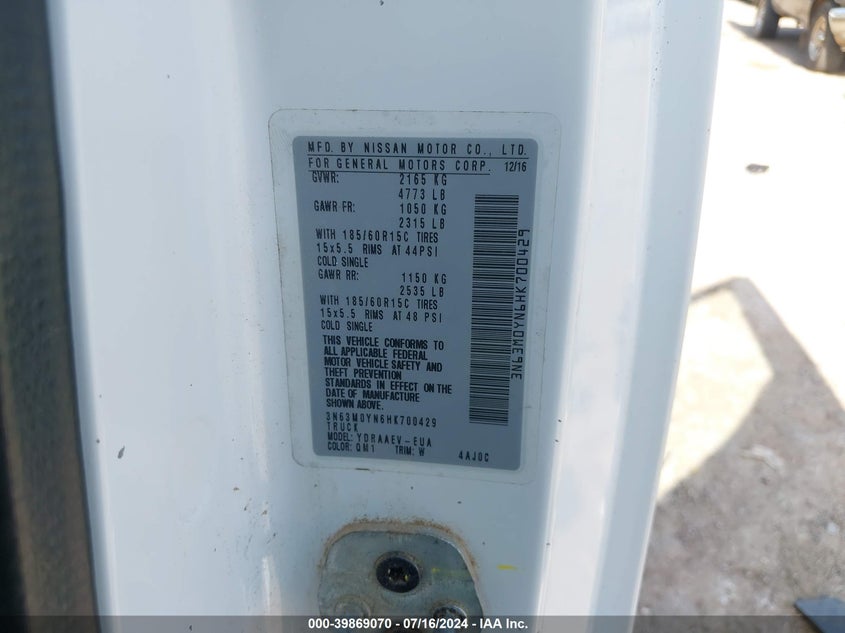 MFD. BY NISSAN MOTOR CO., LTD.
FOR GENERAL MOTORS CORP. 12/16
GVWR: 2165 KG
4773 LB
GAWR FR: 1050 KG
2315 LB
WITH 185/60R15C TIRES
15x5.5 RIMS AT 44PSI
COLD SINGLE
GAWR RR: 1150 KG
2535 LB
WITH 185/60R15C TIRES
15x5.5 RIMS AT 48 PSI
COLD SINGLE
THIS VEHICLE CONFORMS TO
ALL APPLICABLE FEDERAL
MOTOR VEHICLE SAFETY AND
THEFT PREVENTION
STANDARDS IN EFFECT ON THE
DATE OF MANUFACTURE
SHOWN ABOVE.
3N63M0YN6HK700429
TRUCK
MODEL: YDRAAEV-EUA
COLOR: QM1 TRIM: W 4AJ0C
3N63M0YN6HK700429
000-39869070 / 07/16/2024 - IAA Inc.